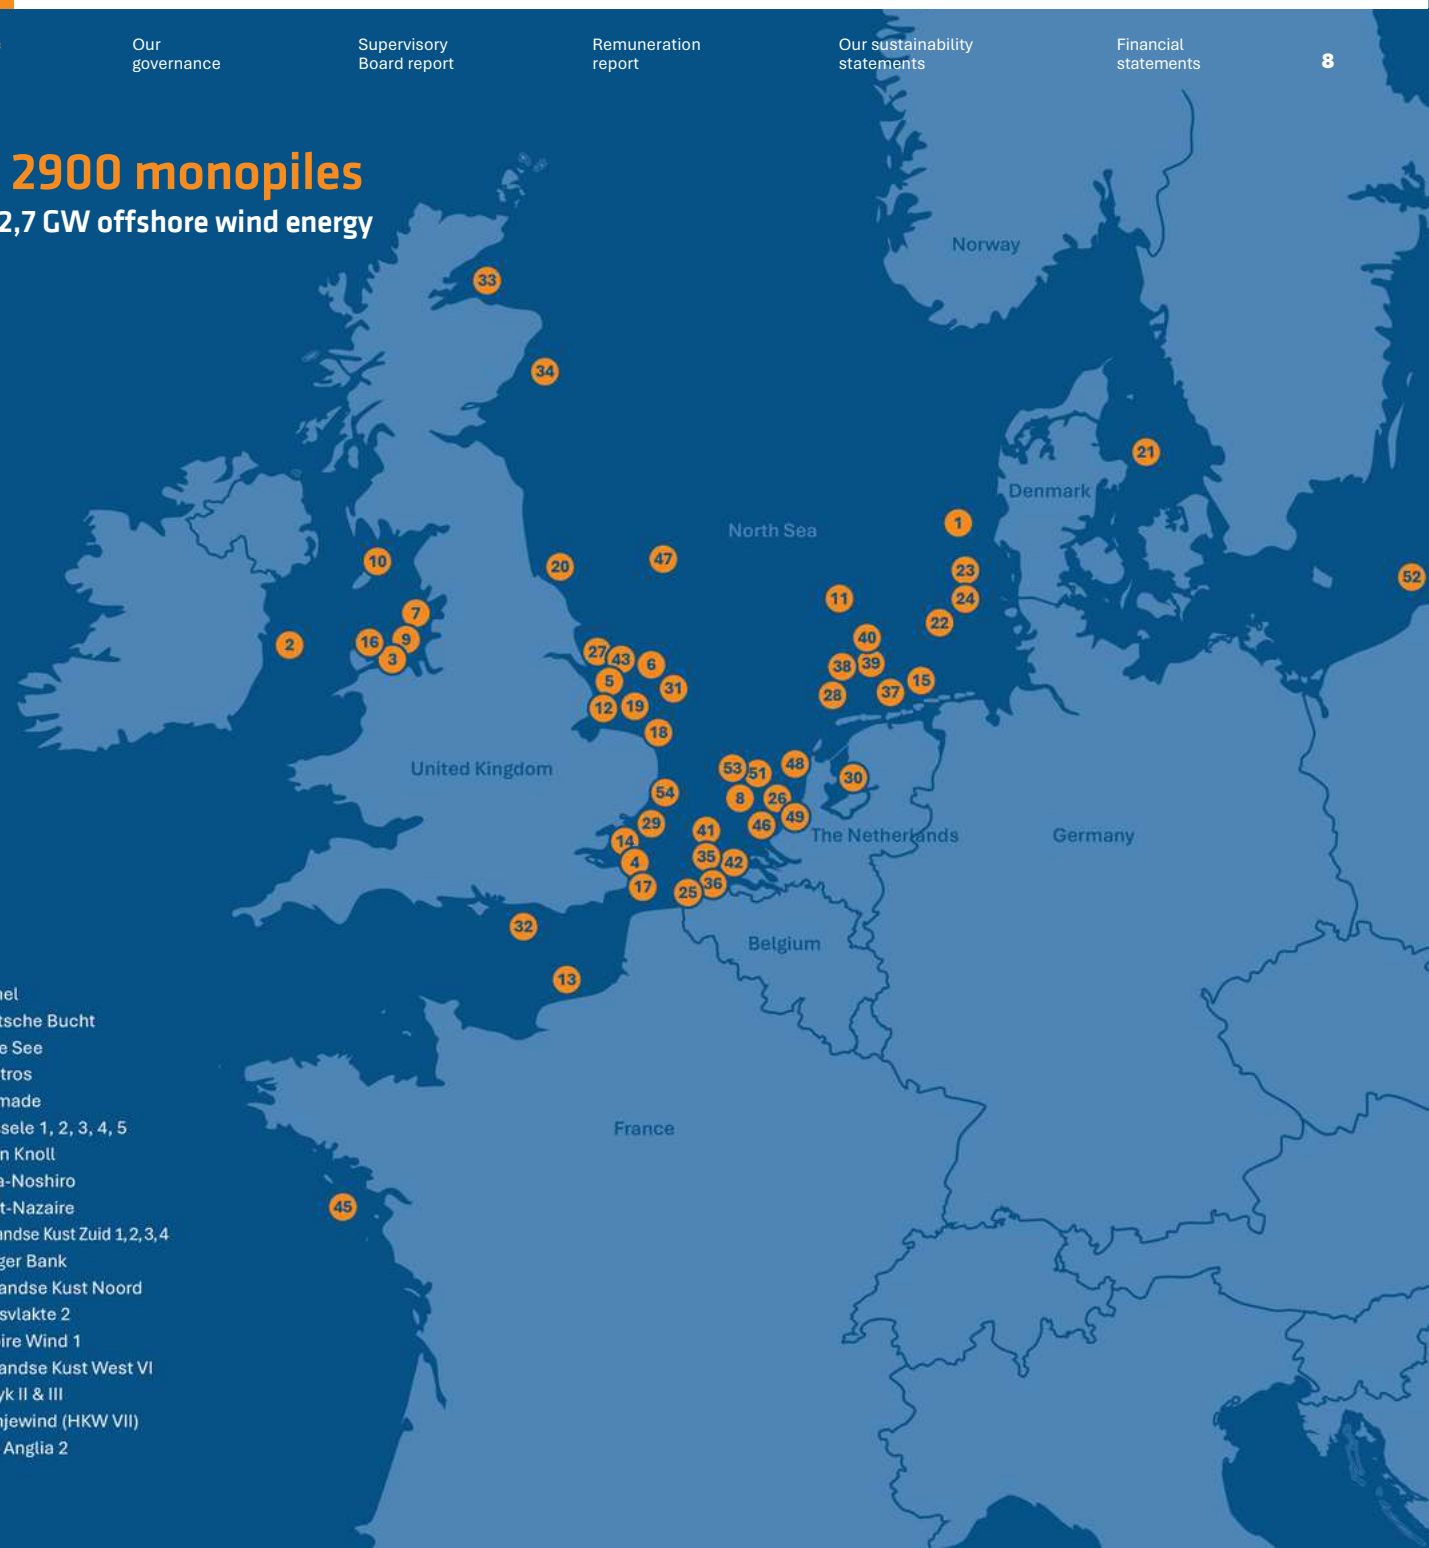 Our
governance
Supervisory
Board report
Remuneration
report
Our sustainability
statements
Financial
statements
8
2900 monopiles
2,7 GW offshore wind energy
Norway
33
34
21
Denmark
1
North Sea
10
20
47
23
52
11
24
7
22
2
16
9
40
3
27
43
6
38
39
5
31
28
37
15
12
19
18
United Kingdom
53
51
48
30
54
8
26
29
41
46
49
The Netherlands
Germany
14
4
35
42
17
25
36
32
Belgium
13
nel
tsche Bucht
e See
tros
made
sele 1, 2, 3, 4, 5
n Knoll
France
a-Noshiro
t-Nazaire
45
andse Kust Zuid 1,2,3,4
ger Bank
andse Kust Noord
svlakte 2
ire Wind 1
andse Kust West VI
yk II & III
njewind (HKW VII)
Anglia 2